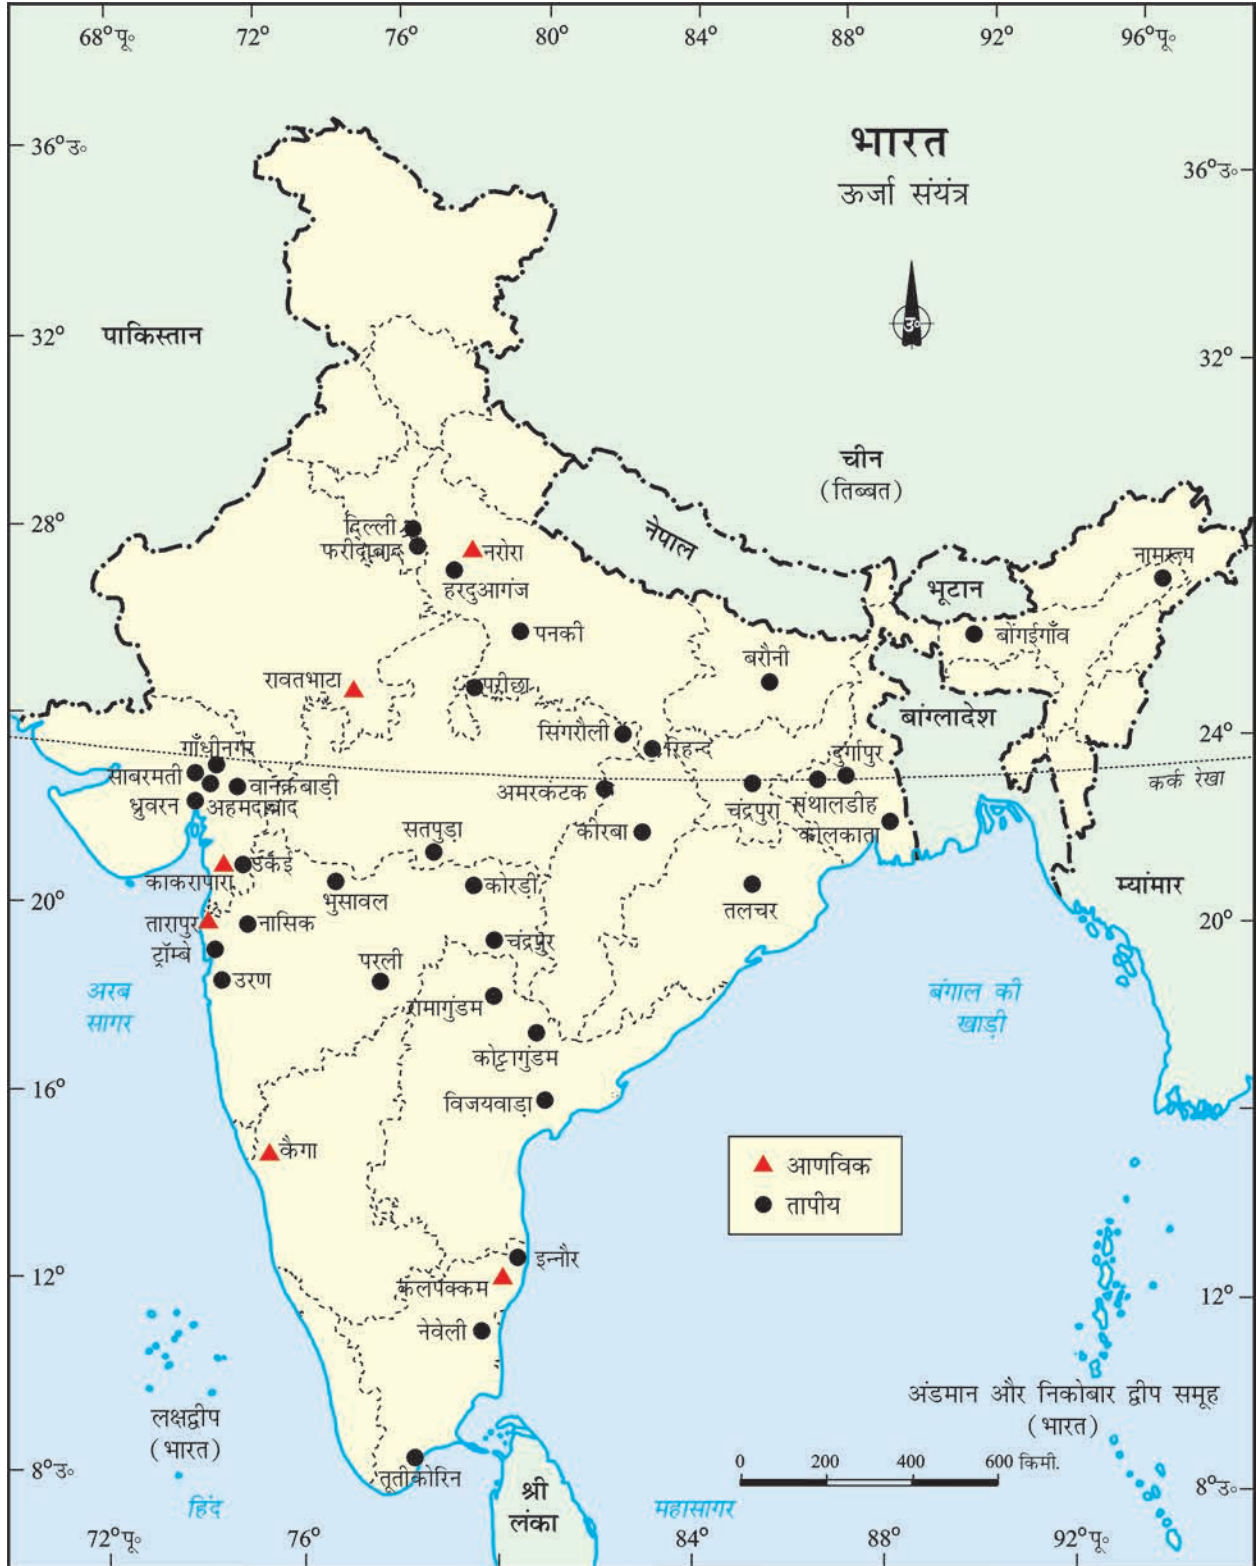 68°पू॰ 72° 76° 80° 84° 88° 92° 96°पू॰
भारत
ऊर्जा संयंत्र
36°उ॰
36°उ॰
उ॰
पाकिस्तान
32°
32°
चीन
(तिब्बत)
नेपाल
भूटान
28°
दिल्ली
फरीदाबाद
नरोरा
हरदुआगंज
नामरूप
बोंगईगाँव
पनकी
बरौनी
रावतभाटा
परीछा
बांग्लादेश
सिंगरौली
रिहन्द
दुर्गापुर
24°
कर्क रेखा
गाँधीनगर
साबरमती
वानकबाड़ी
ध्रुवरन
अहमदाबाद
अमरकंटक
चंद्रपुरा
संथालडीह
कोलकाता
कोरबा
सतपुड़ा
उकई
काकरापारा
भुसावल
कोरडी
तलचर
म्यांमार
20°
20°
तारापुर
नासिक
ट्रॉम्बे
चंद्रपुर
परली
उरण
रामागुंडम
अरब
सागर
बंगाल की
खाड़ी
कोट्टागुंडम
16°
विजयवाड़ा
कैगा
आणविक
तापीय
इन्नौर
12°
12°
कलपक्कम
नेवेली
लक्षद्वीप
(भारत)
अंडमान और निकोबार द्वीप समूह
(भारत)
0 200 400 600 किमी.
8°उ॰
8°उ॰
तूतीकोरिन
श्री
लंका
हिंद
महासागर
72°पू॰ 76° 84° 88° 92°पू॰